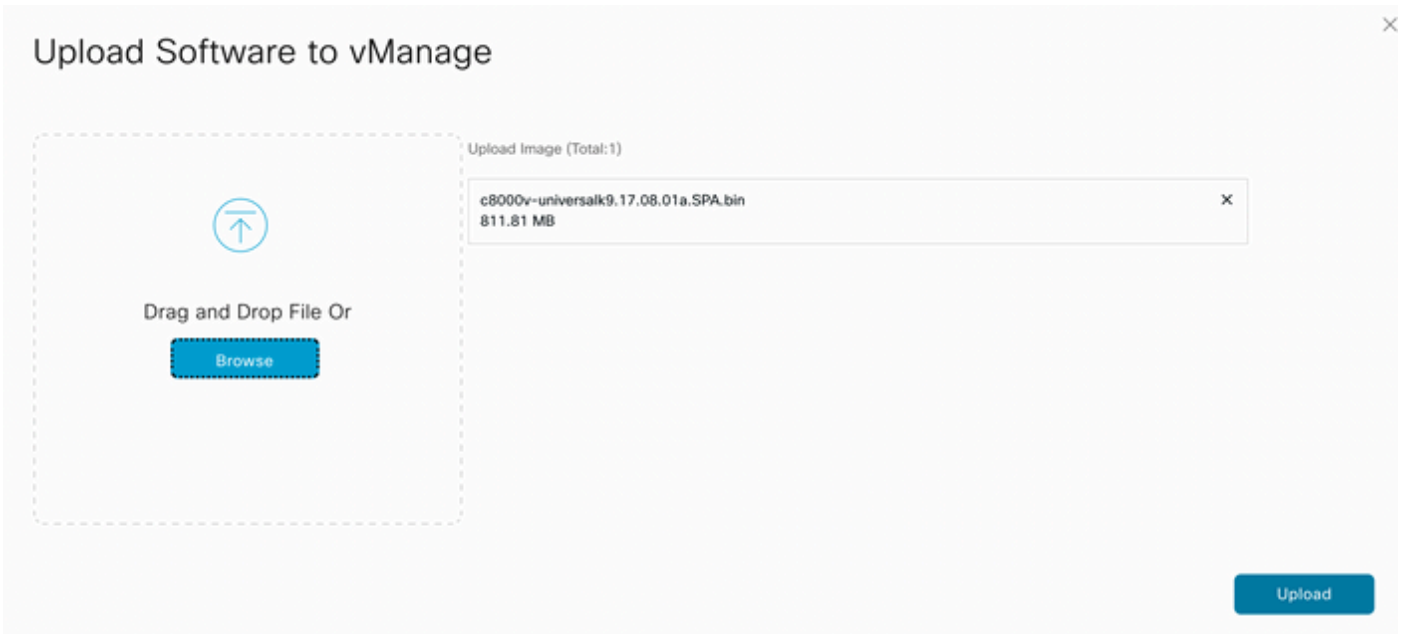 Upload Software to vManage
Upload Image (Total:1)
c8000v-universalk9.17.08.01a.SPA.bin
811.81 MB
Drag and Drop File Or
Browse
Upload